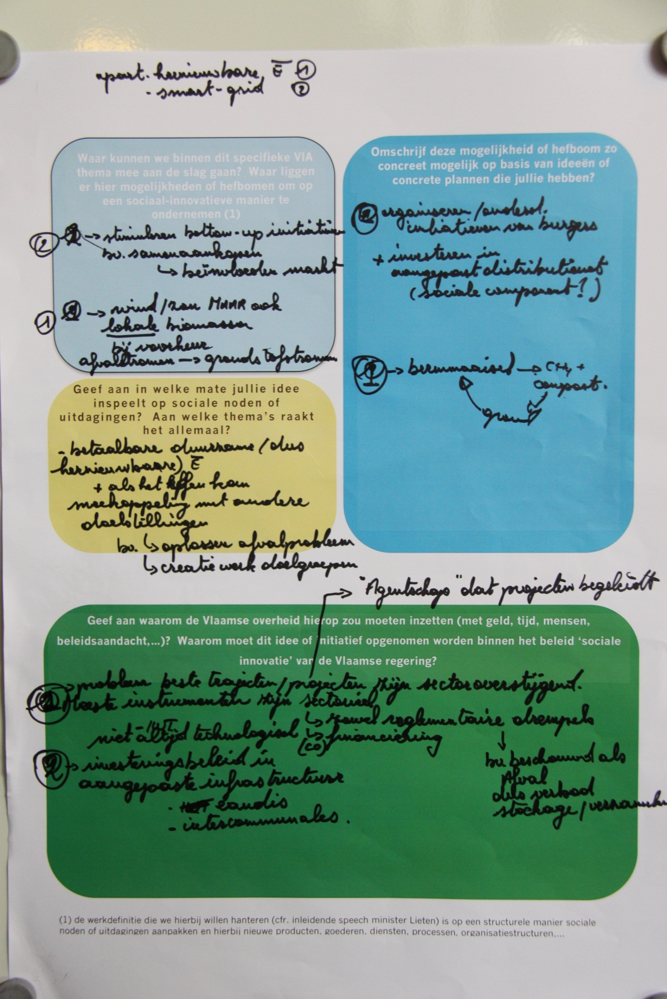 apart. hernieuwbare E ①
- smart-grid ②
Waar kunnen we binnen dit specifieke VIA
thema mee aan de slag gaan? Waar liggen
er hier mogelijkheden of hefbomen om op
een sociaal-innovatieve manier te
ondernemen (1)
② → stimuleren bottom-up initiatieven
bv. samenaankopen
↳ beïnvloeden markt
① → wind/zon MAAR ook
lokale biomassa
bij voorkeur
afvalstromen → grondstofstromen
Omschrijf deze mogelijkheid of hefboom zo
concreet mogelijk op basis van ideeën of
concrete plannen die jullie hebben?
② organiseren/onderst.
initiatieven van burgers
+ investeren in
aangepast distributienet
(sociale component?)
① → bermmaaisel → CH4 +
compost.
grond
Geef aan in welke mate jullie idee
inspeelt op sociale noden of
uitdagingen? Aan welke thema's raakt
het allemaal?
- betaalbare duurzame (dus
hernieuwbare) E
+ als het effen kan
meekoppeling met andere
doelstellingen
bv. ↳ oplossen afvalprobleem
↳ creatie werk doelgroepen
→ "Agentschap" dat projecten begeleidt
Geef aan waarom de Vlaamse overheid hierop zou moeten inzetten (met geld, tijd, mensen,
beleidsaandacht,...)? Waarom moet dit idee of initiatief opgenomen worden binnen het beleid 'sociale
innovatie' van de Vlaamse regering?
① → probleem beste trajecten/projecten zijn sectoroverstijgend.
Meeste instrumenten zijn sectorieel
↳ zowel reglementaire drempels
niet altijd technologisch ↳ financiering
(co)
↓
bv beschouwd als
Afval
dus verbod
stockage/
② → investeringsbeleid in
aangepaste infrastructuur
- eandis
- intercommunales.
(1) de werkdefinitie die we hierbij willen hanteren (cfr. inleidende speech minister Lieten) is op een structurele manier sociale
noden of uitdagingen aanpakken en hierbij nieuwe producten, goederen, diensten, processen, organisatiestructuren,...